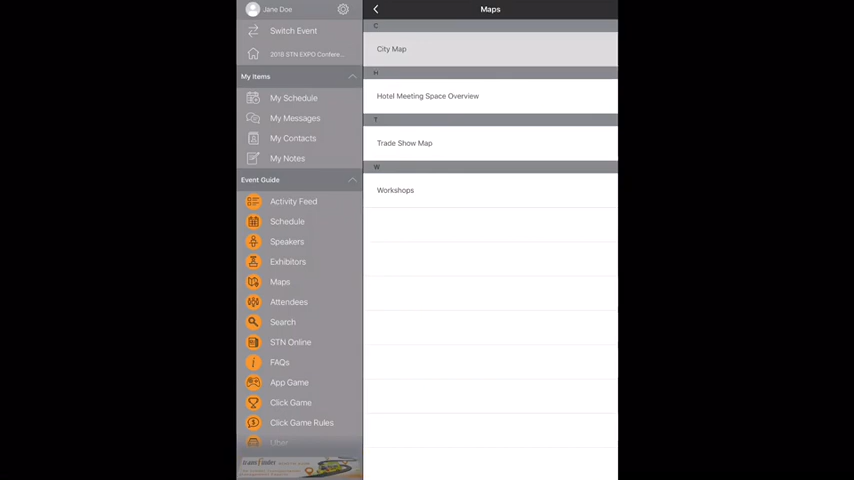 Jane Doe
Switch Event
2018 STN EXPO Confere...
My Items
My Schedule
My Messages
My Contacts
My Notes
Event Guide
Activity Feed
Schedule
Speakers
Exhibitors
Maps
Attendees
Search
STN Online
FAQs
App Game
Click Game
Click Game Rules
Uber
Maps
C
City Map
H
Hotel Meeting Space Overview
T
Trade Show Map
W
Workshops